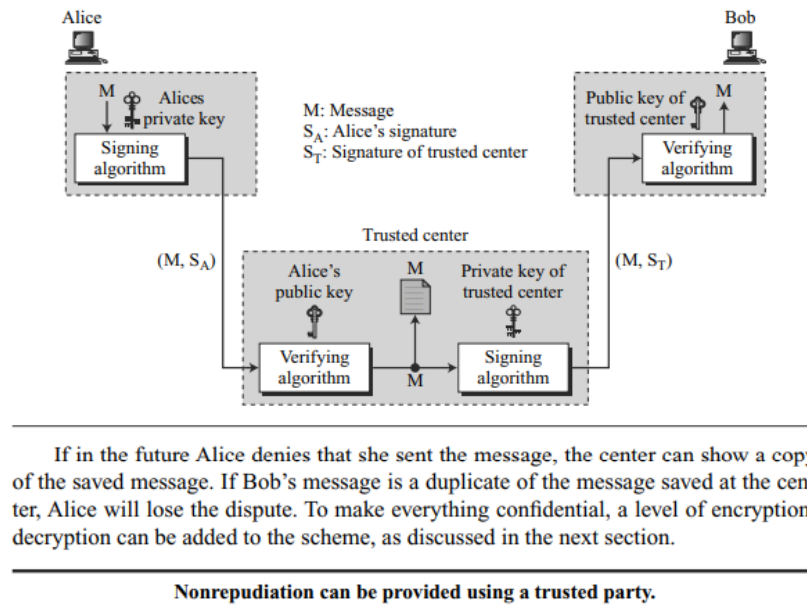 Alice
Bob
M
Alices
private key
Signing
algorithm
M: Message
S_A: Alice's signature
S_T: Signature of trusted center
Public key of
trusted center
M
Verifying
algorithm
(M, S_A)
Trusted center
(M, S_T)
Alice's
public key
M
Private key of
trusted center
Verifying
algorithm
M
Signing
algorithm
If in the future Alice denies that she sent the message, the center can show a copy
of the saved message. If Bob's message is a duplicate of the message saved at the cen-
ter, Alice will lose the dispute. To make everything confidential, a level of encryption
decryption can be added to the scheme, as discussed in the next section.
Nonrepudiation can be provided using a trusted party.